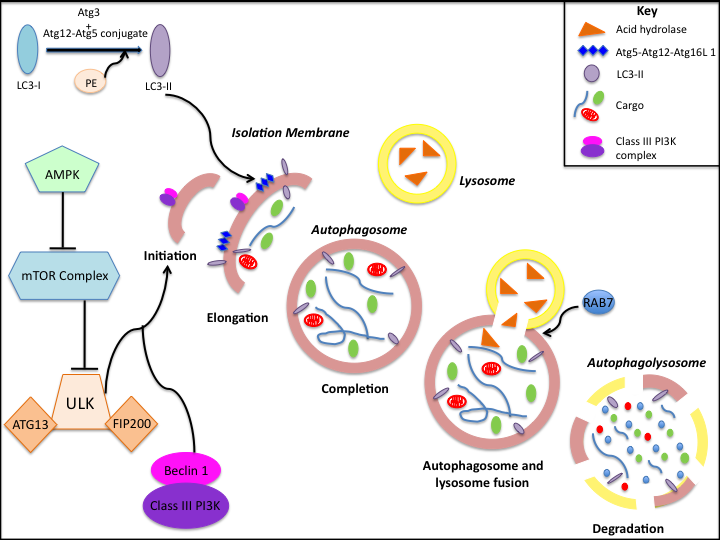 Atg3
+
Atg12-Atg5 conjugate
LC3-I
PE
LC3-II
Key
Acid hydrolase
Atg5-Atg12-Atg16L 1
LC3-II
Cargo
Class III PI3K
complex
Isolation Membrane
Lysosome
AMPK
Initiation
Autophagosome
mTOR Complex
Elongation
RAB7
Completion
Autophagolysosome
ULK
ATG13
FIP200
Autophagosome and
lysosome fusion
Beclin 1
Class III PI3K
Degradation